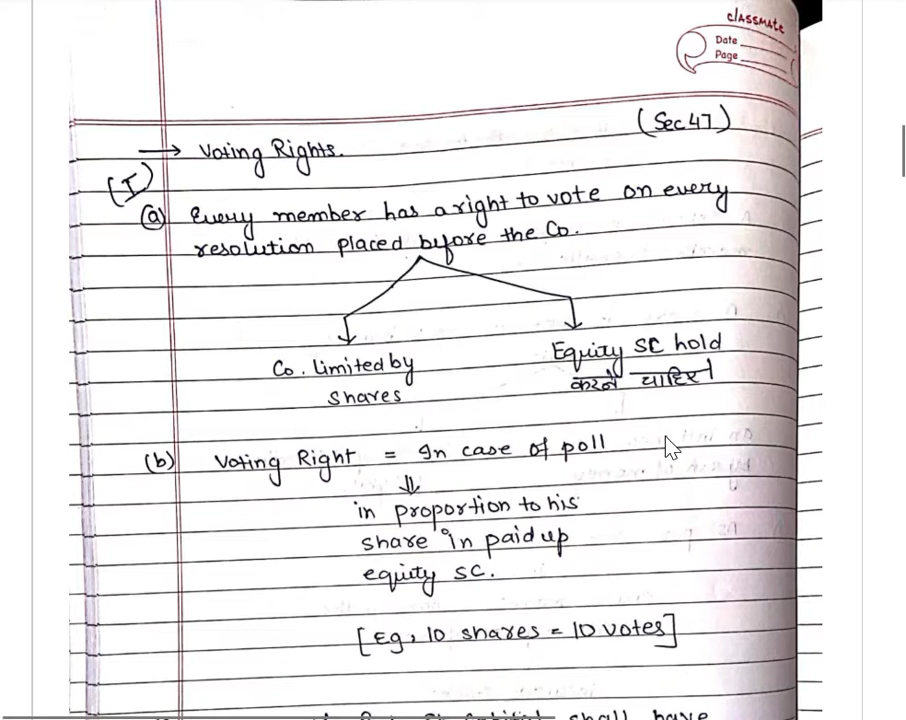 classmate
Date
Page
(Sec 47)
→ Voting Rights.
(I)
(a) Every member has a right to vote on every
resolution placed before the Co.
Co. limited by
shares
Equity SC hold
करने चाहिए
(b) Voting Right = In case of poll
⇓
in proportion to his
share in paid up
equity SC.
[Eg, 10 shares = 10 votes]
shall have